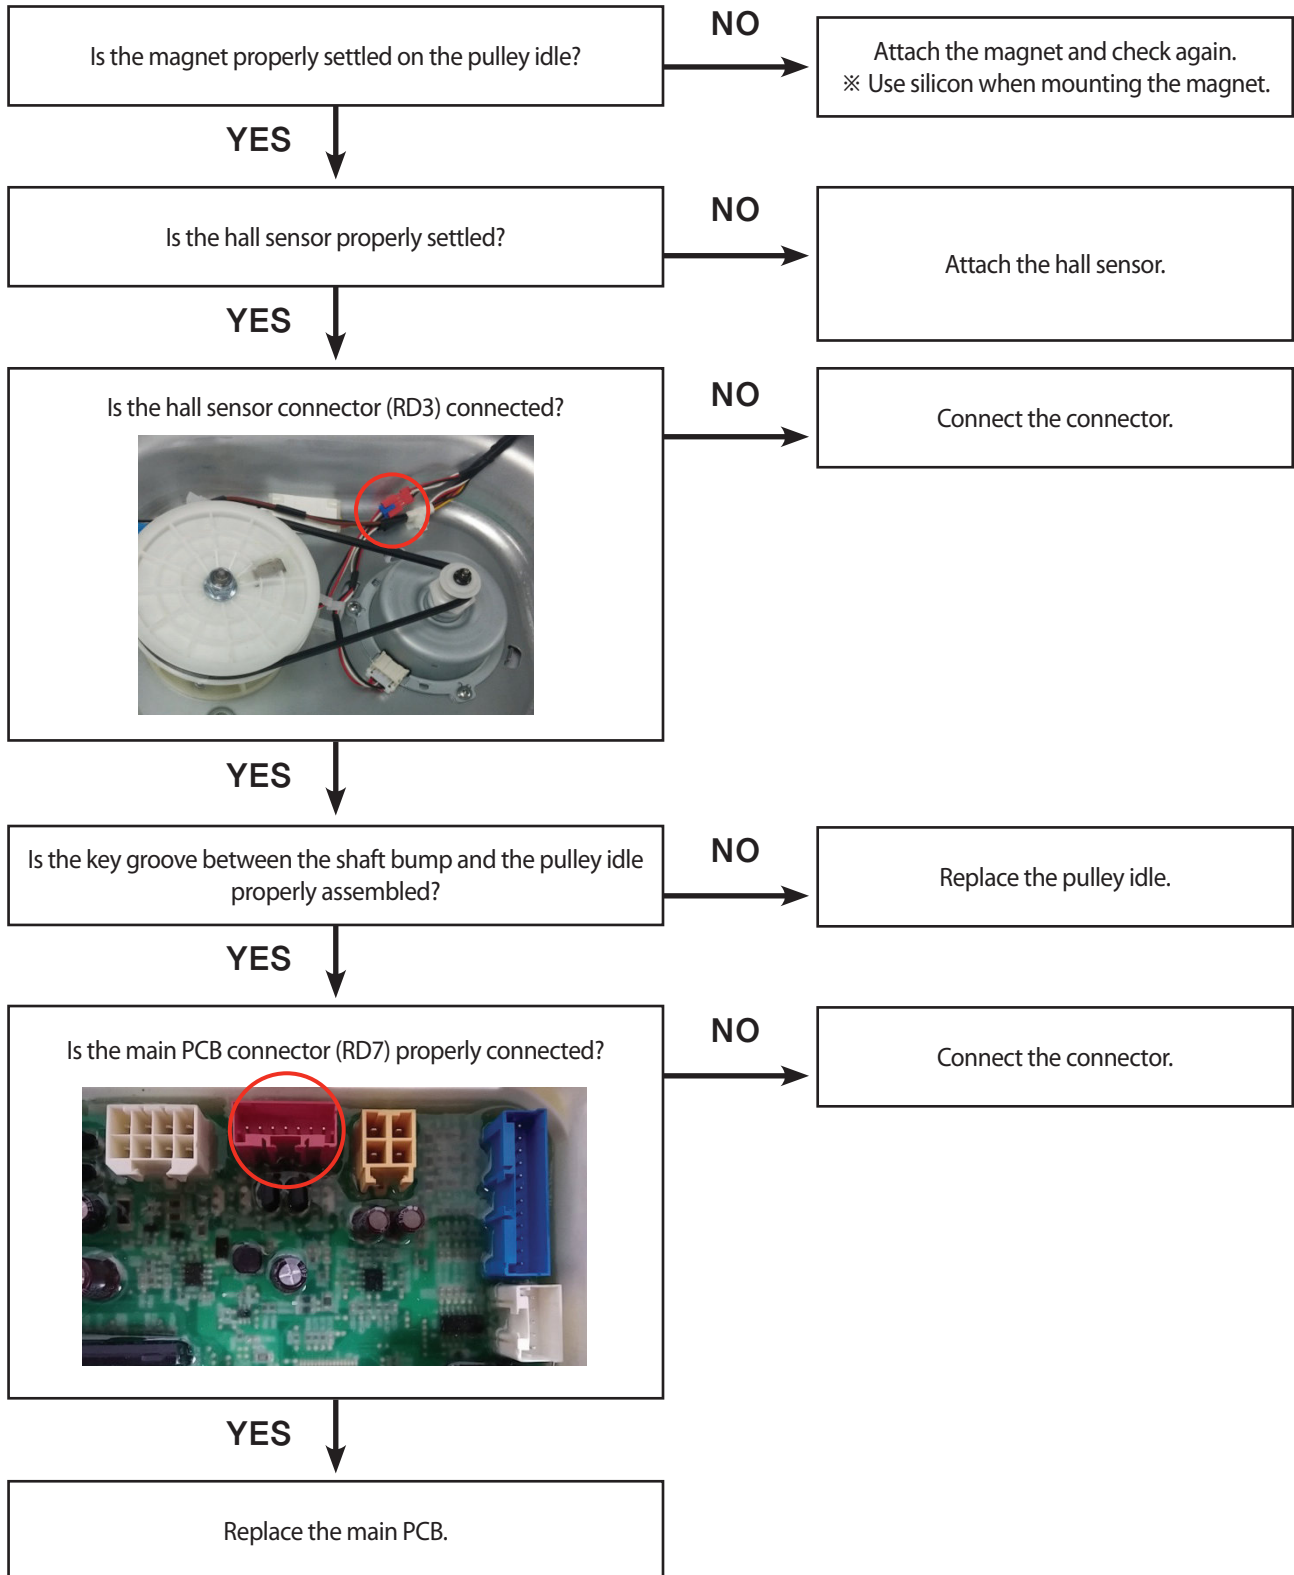 Is the magnet properly settled on the pulley idle?
NO
Attach the magnet and check again.
※ Use silicon when mounting the magnet.
YES
Is the hall sensor properly settled?
NO
Attach the hall sensor.
YES
Is the hall sensor connector (RD3) connected?
NO
Connect the connector.
YES
Is the key groove between the shaft bump and the pulley idle
properly assembled?
NO
Replace the pulley idle.
YES
Is the main PCB connector (RD7) properly connected?
NO
Connect the connector.
YES
Replace the main PCB.